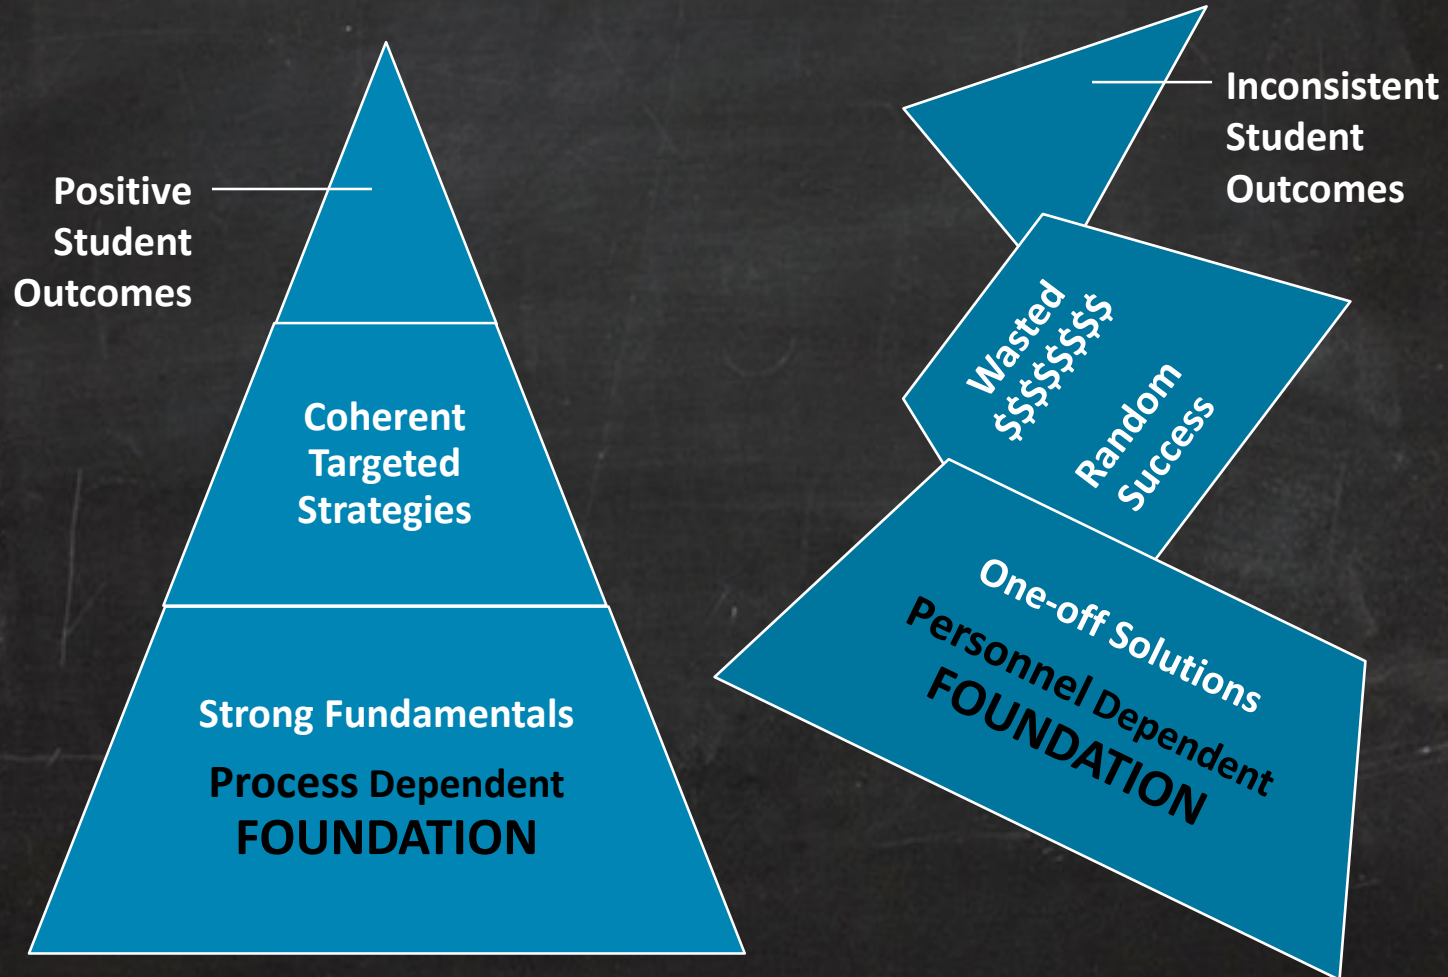 Positive
Student
Outcomes
Coherent
Targeted
Strategies
Strong Fundamentals
Process Dependent
FOUNDATION
Inconsistent
Student
Outcomes
Wasted
$$$$$$$$
Random
Success
One-off Solutions
Personnel Dependent
FOUNDATION